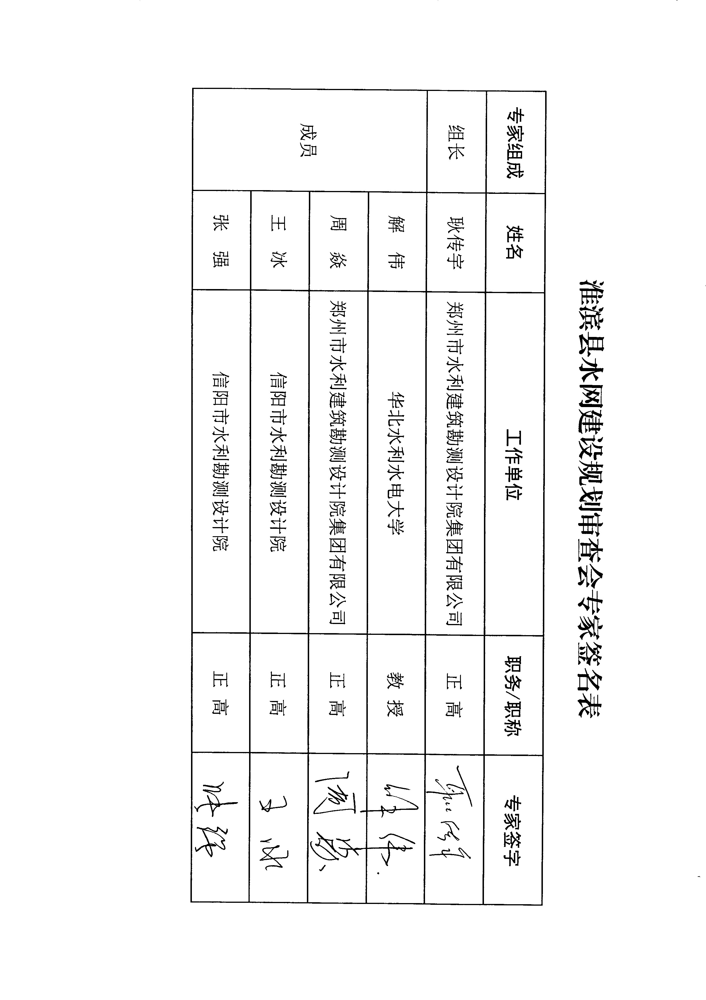 淮滨县水网建设规划审查会专家签名表
专家组成 姓名 工作单位 职务/职称 专家签字
组长 耿传宇 郑州市水利建筑勘测设计院集团有限公司 正 高
成员 解 伟 华北水利水电大学 教 授
周 焱 郑州市水利建筑勘测设计院集团有限公司 正 高 周焱
王 冰 信阳市水利勘测设计院 正 高 王冰
张 强 信阳市水利勘测设计院 正 高 张强